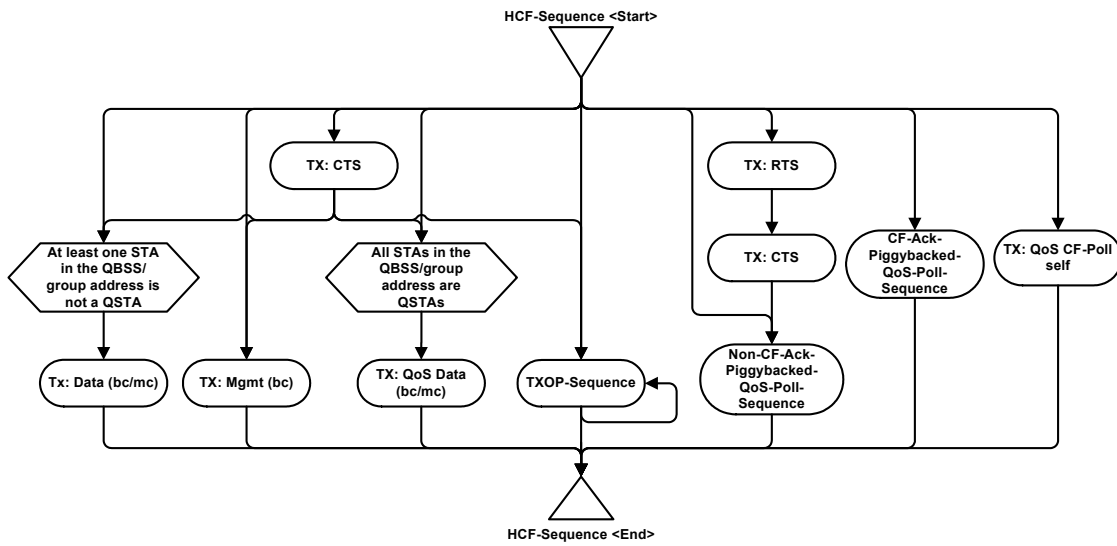 HCF-Sequence <Start>
TX: CTS
TX: RTS
At least one STA
in the QBSS/
group address is
not a QSTA
All STAs in the
QBSS/group
address are
QSTAs
TX: CTS
CF-Ack-
Piggybacked-
QoS-Poll-
Sequence
TX: QoS CF-Poll
self
Tx: Data (bc/mc)
TX: Mgmt (bc)
TX: QoS Data
(bc/mc)
TXOP-Sequence
Non-CF-Ack-
Piggybacked-
QoS-Poll-
Sequence
HCF-Sequence <End>